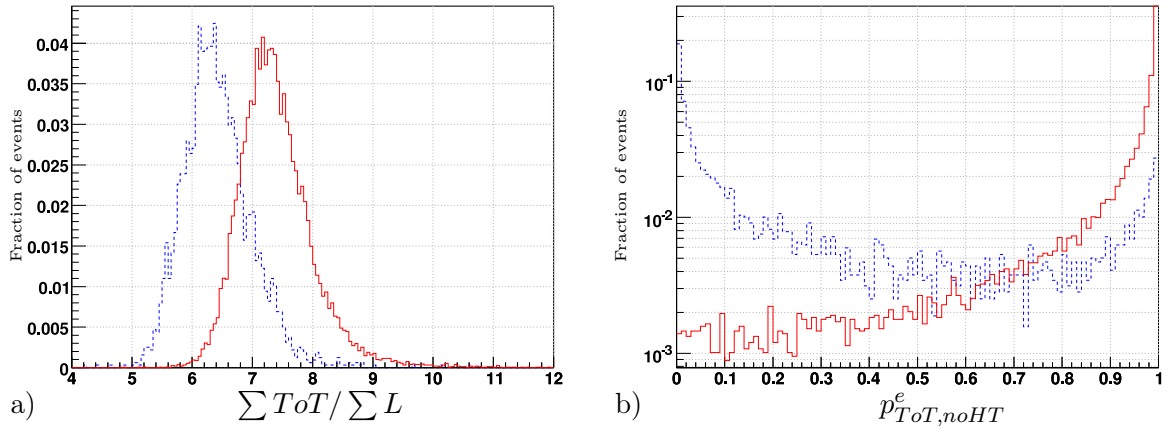 Fraction of events
0.04
0.035
0.03
0.025
0.02
0.015
0.01
0.005
0
4 5 6 7 8 9 10 11 12
a) ∑ ToT/ ∑ L
Fraction of events
10^{-1}
10^{-2}
10^{-3}
0 0.1 0.2 0.3 0.4 0.5 0.6 0.7 0.8 0.9 1
b) p^{e}_{ToT,noHT}